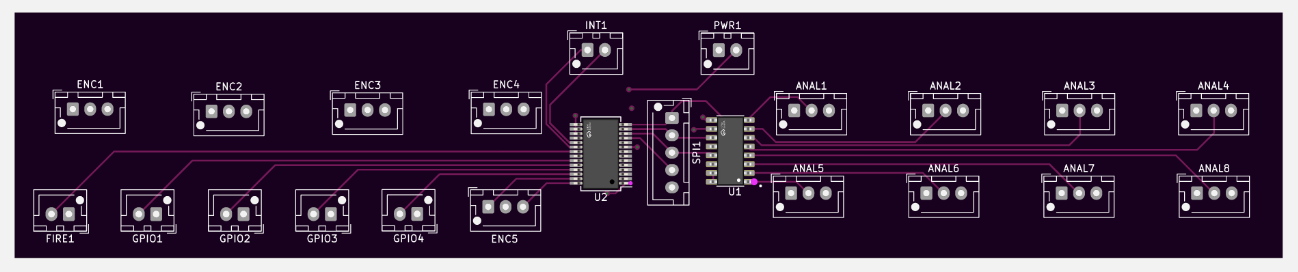 INT1 PWR1
ENC1 ENC2 ENC3 ENC4 ANAL1 ANAL2 ANAL3 ANAL4
SPI1
ANAL5 ANAL6 ANAL7 ANAL8
U2 U1
FIRE1 GPIO1 GPIO2 GPIO3 GPIO4 ENC5